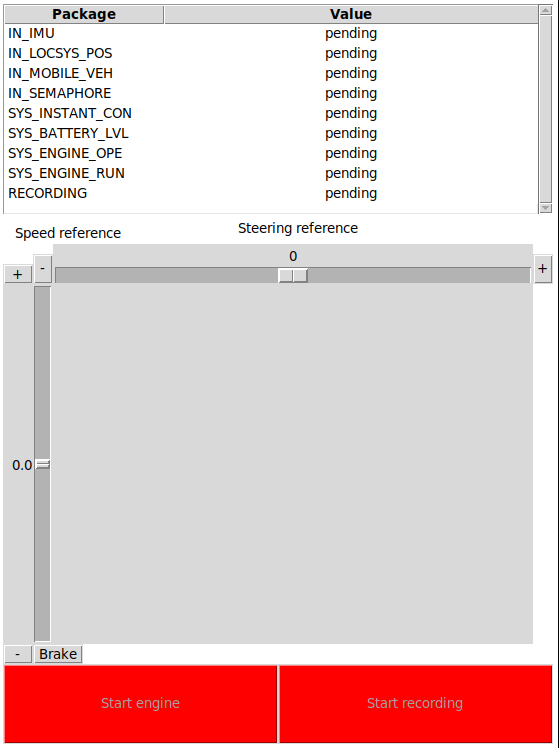 Package Value
IN_IMU pending
IN_LOCSYS_POS pending
IN_MOBILE_VEH pending
IN_SEMAPHORE pending
SYS_INSTANT_CON pending
SYS_BATTERY_LVL pending
SYS_ENGINE_OPE pending
SYS_ENGINE_RUN pending
RECORDING pending
Speed reference Steering reference
0
+ - +
0.0
- Brake
Start engine Start recording